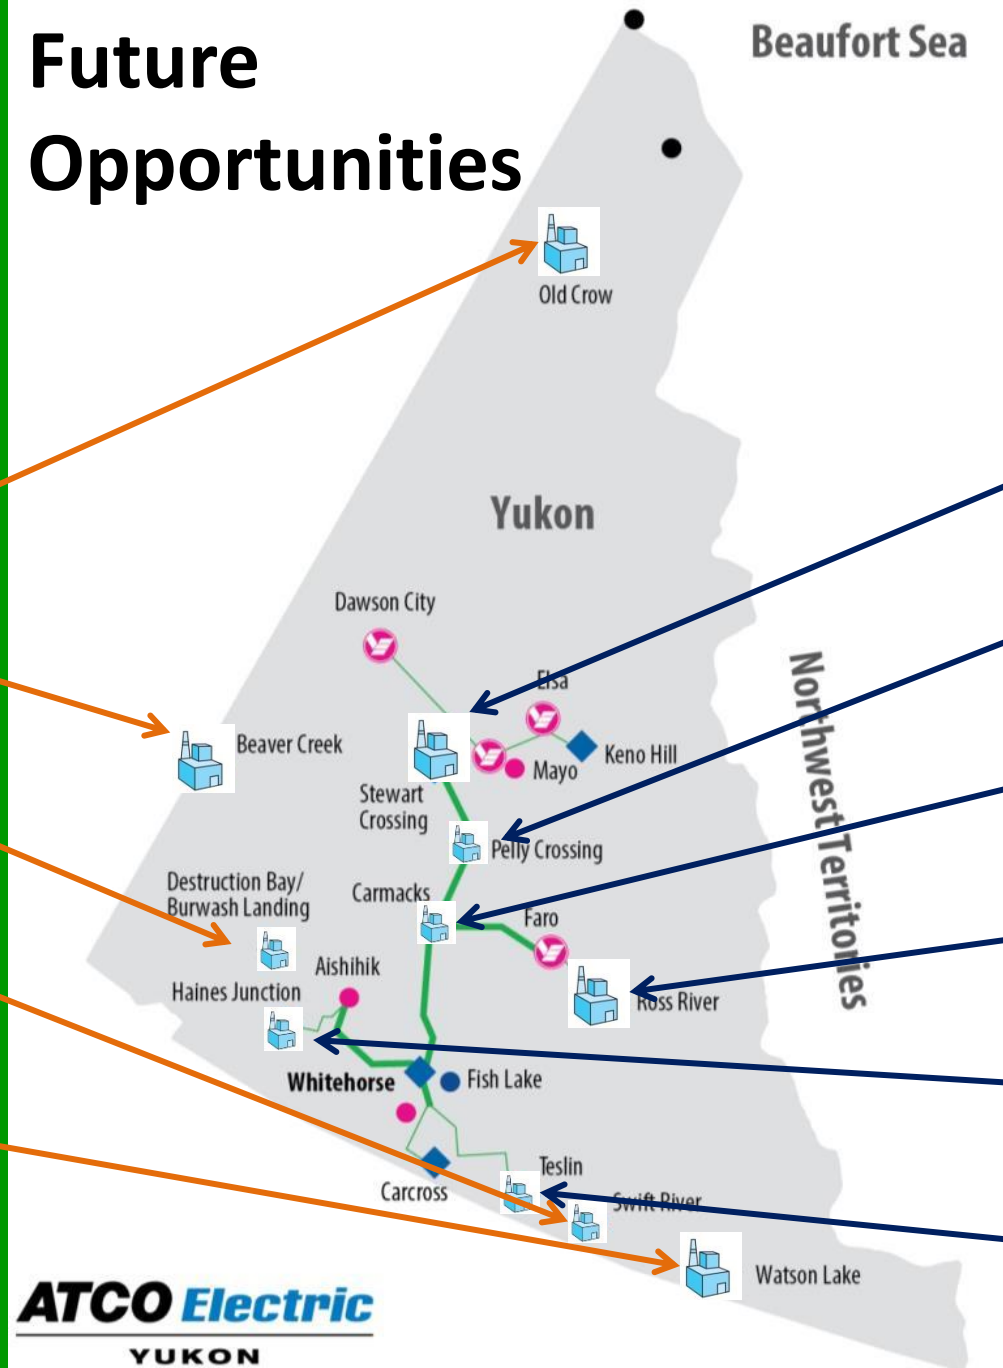 Future
Opportunities
Beaufort Sea
Old Crow
Yukon
Dawson City
Elsa
Beaver Creek
Keno Hill
Mayo
Stewart
Crossing
Pelly Crossing
Northwest Territories
Destruction Bay/
Burwash Landing
Carmacks
Faro
Aishihik
Haines Junction
Ross River
Whitehorse
Fish Lake
Teslin
Carcross
Swift River
Watson Lake
ATCO Electric
YUKON